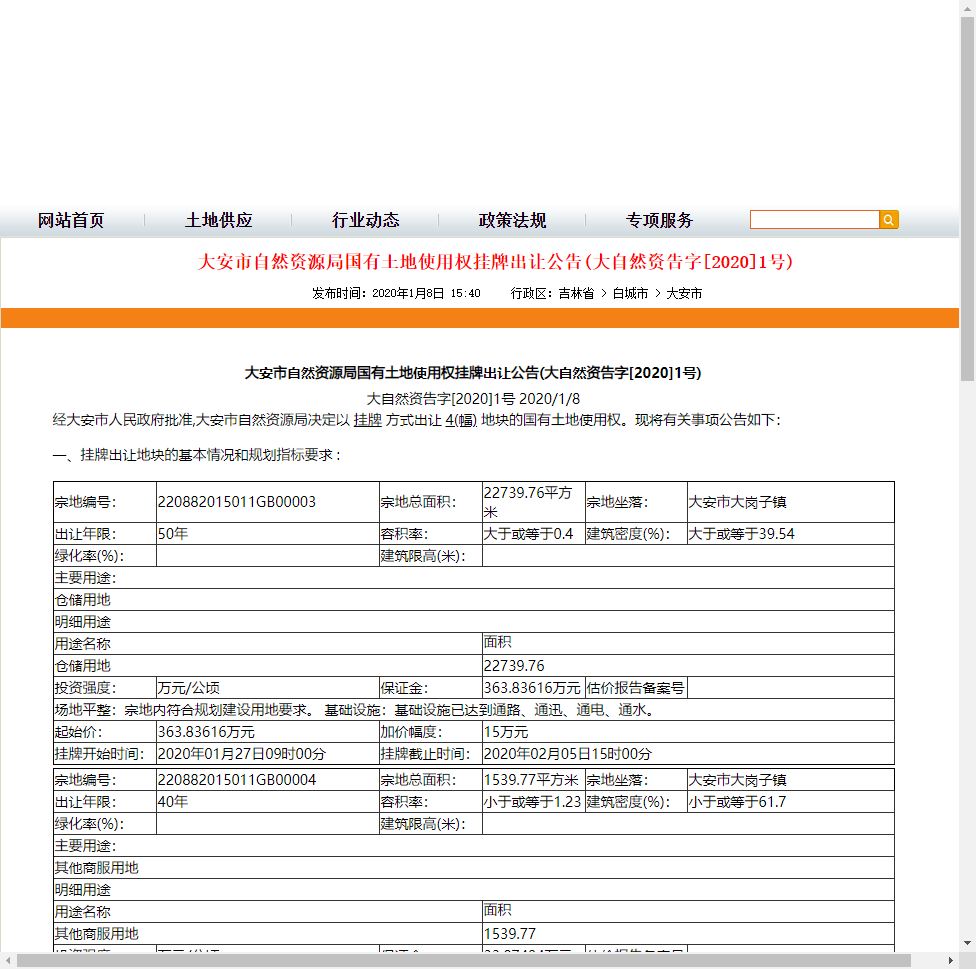 网站首页 土地供应 行业动态 政策法规 专项服务
大安市自然资源局国有土地使用权挂牌出让公告(大自然资告字[2020]1号)
发布时间：2020年1月8日 15:40 行政区：吉林省 > 白城市 > 大安市
大安市自然资源局国有土地使用权挂牌出让公告(大自然资告字[2020]1号)
大自然资告字[2020]1号 2020/1/8
经大安市人民政府批准,大安市自然资源局决定以 挂牌 方式出让 4(幅) 地块的国有土地使用权。现将有关事项公告如下：
一、挂牌出让地块的基本情况和规划指标要求：
宗地编号： 220882015011GB00003 宗地总面积： 22739.76平方米 宗地坐落： 大安市大岗子镇
出让年限： 50年 容积率： 大于或等于0.4 建筑密度(%)： 大于或等于39.54
绿化率(%)： 建筑限高(米)：
主要用途：
仓储用地
明细用途
用途名称 面积
仓储用地 22739.76
投资强度： 万元/公顷 保证金： 363.83616万元 估价报告备案号
场地平整：宗地内符合规划建设用地要求。 基础设施：基础设施已达到通路、通迅、通电、通水。
起始价： 363.83616万元 加价幅度： 15万元
挂牌开始时间： 2020年01月27日09时00分 挂牌截止时间： 2020年02月05日15时00分
宗地编号： 220882015011GB00004 宗地总面积： 1539.77平方米 宗地坐落： 大安市大岗子镇
出让年限： 40年 容积率： 小于或等于1.23 建筑密度(%)： 小于或等于61.7
绿化率(%)： 建筑限高(米)：
主要用途：
其他商服用地
明细用途
用途名称 面积
其他商服用地 1539.77